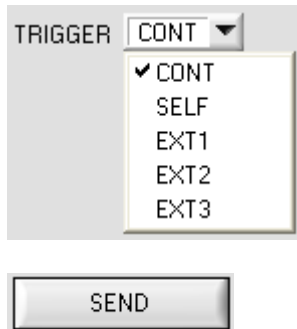 TRIGGER CONT
CONT
SELF
EXT1
EXT2
EXT3
SEND